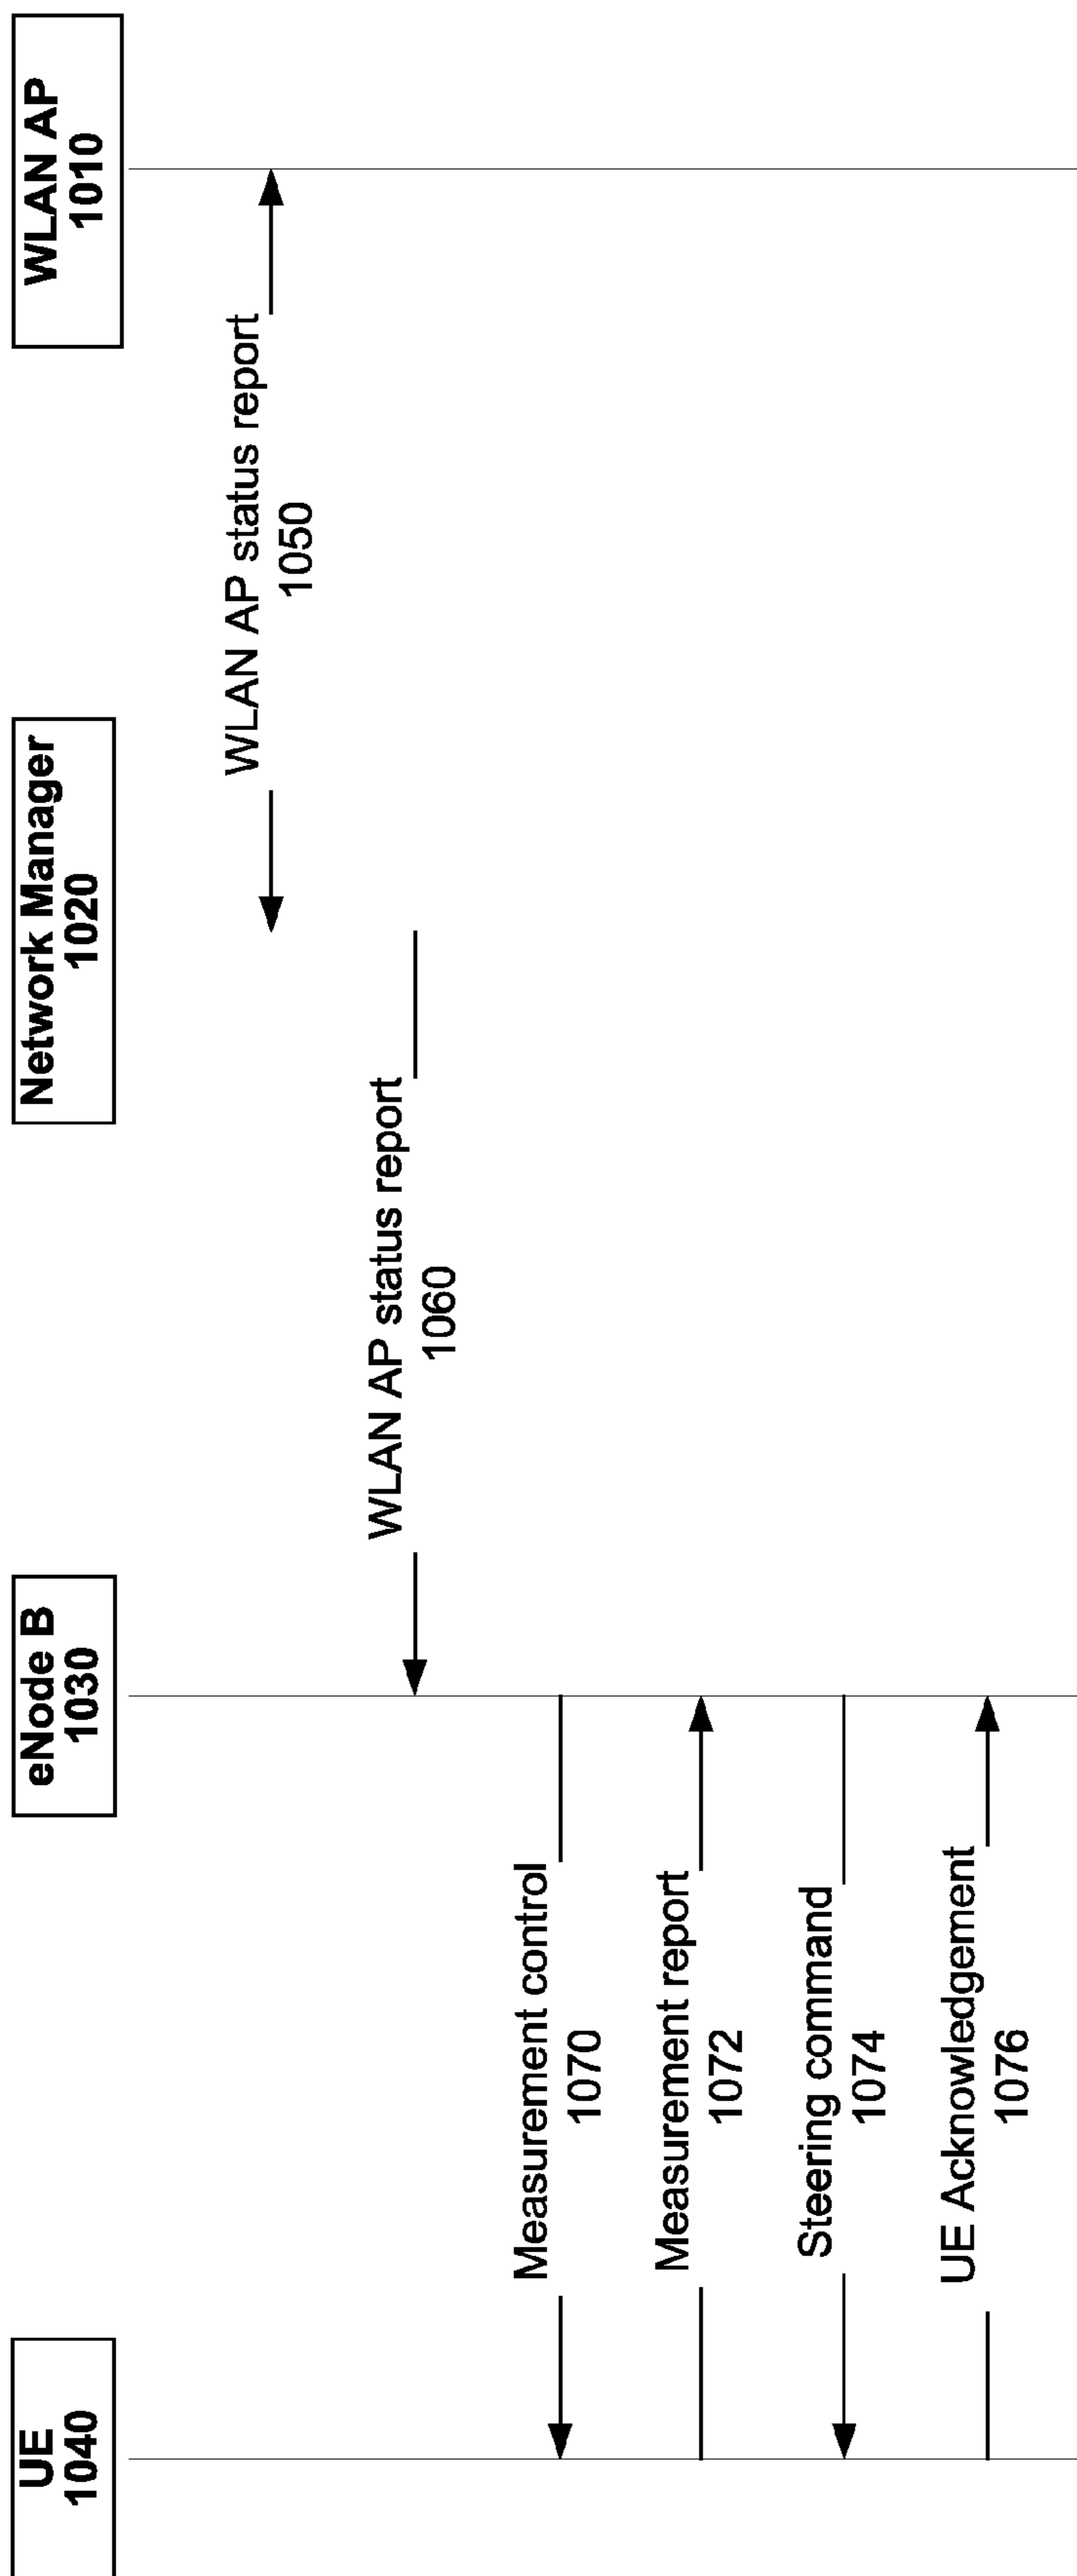 UE
1040
eNode B
1030
Network Manager
1020
WLAN AP
1010
WLAN AP status report
1050
WLAN AP status report
1060
Measurement control
1070
Measurement report
1072
Steering command
1074
UE Acknowledgement
1076